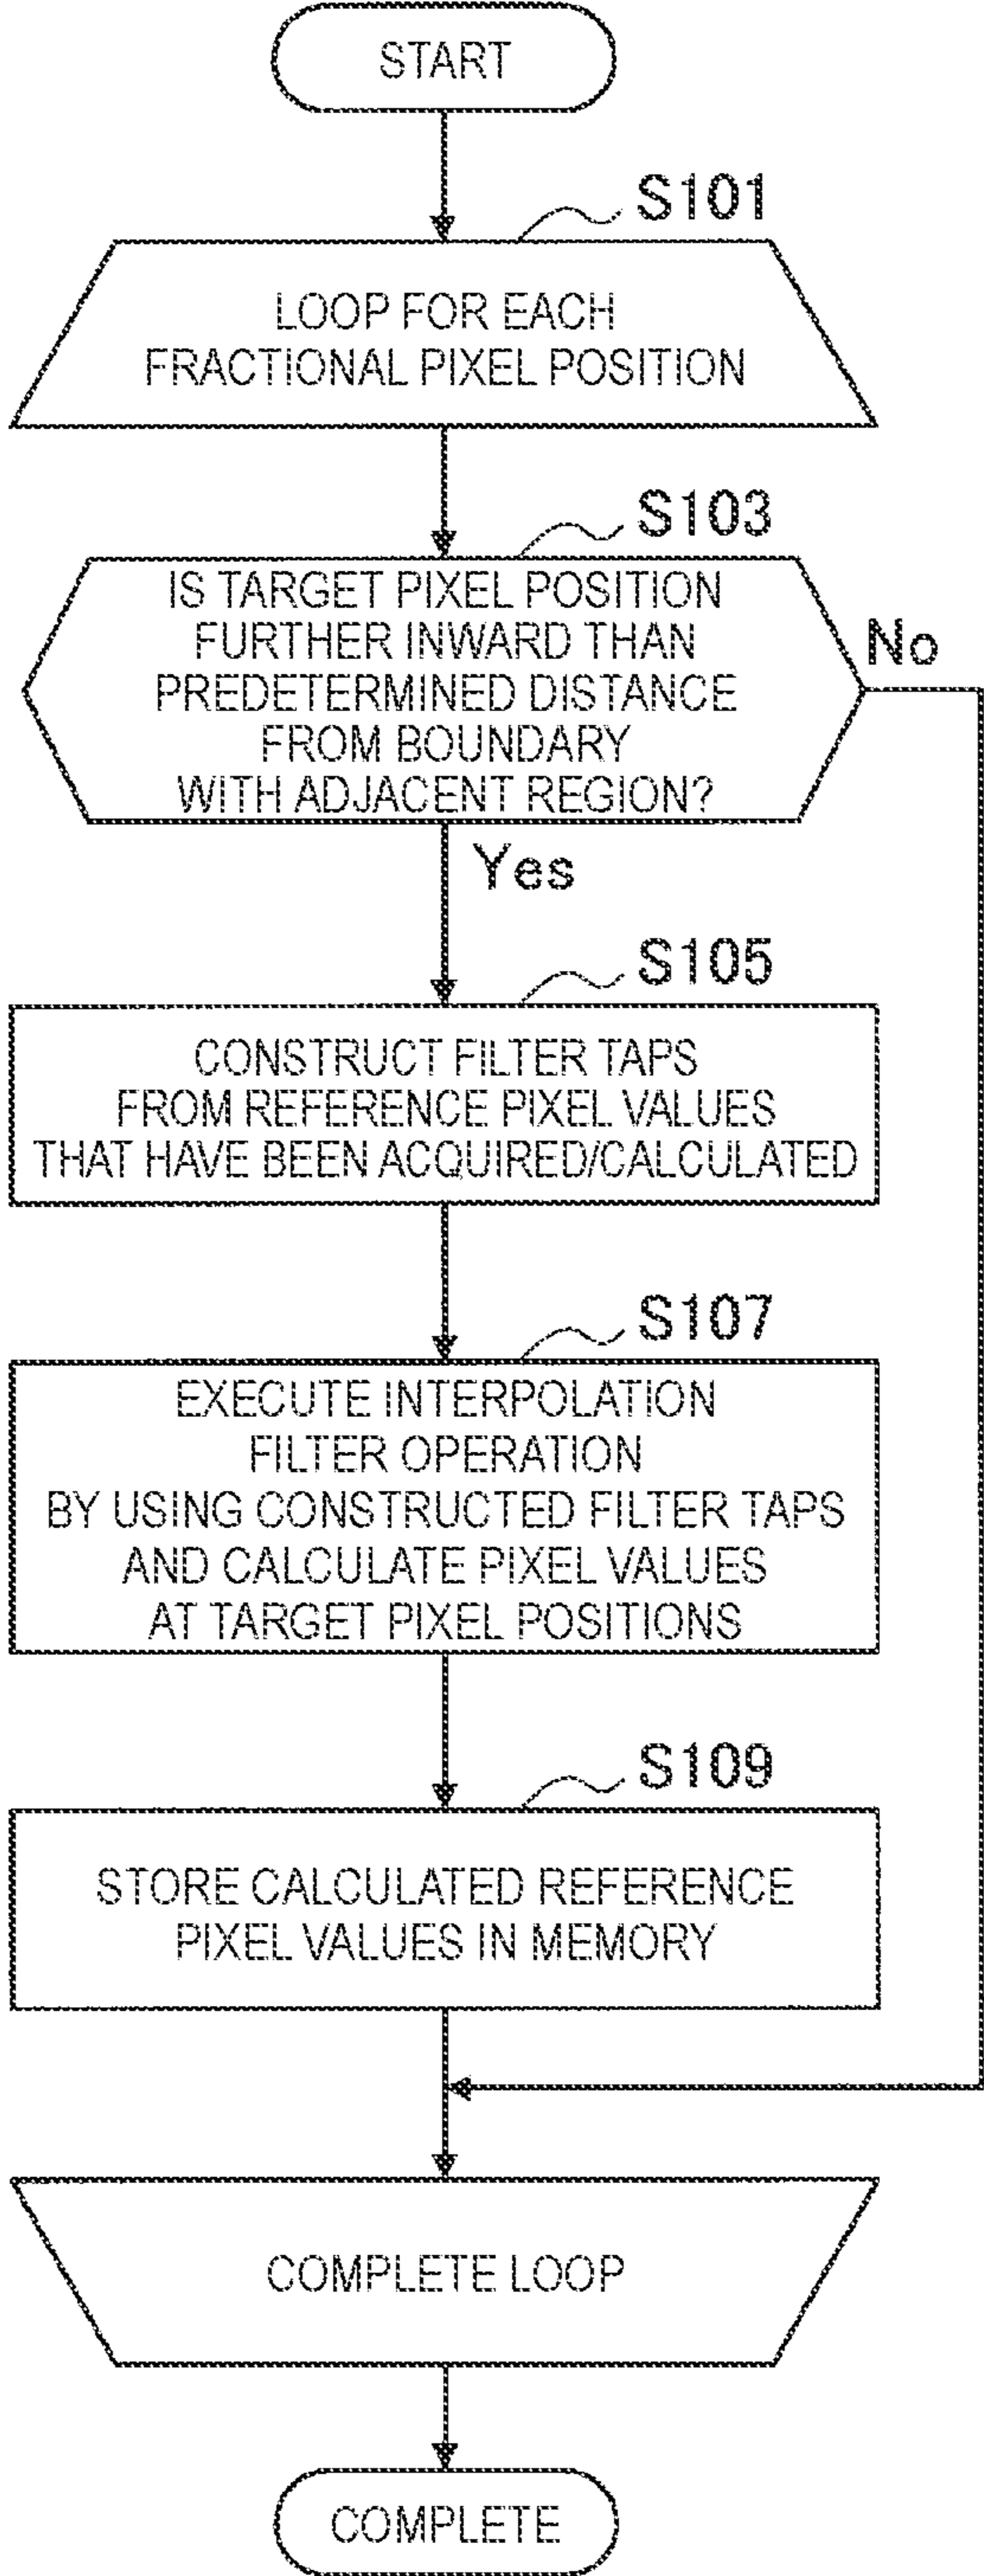 START
S101
LOOP FOR EACH
FRACTIONAL PIXEL POSITION
S103
IS TARGET PIXEL POSITION
FURTHER INWARD THAN
PREDETERMINED DISTANCE
FROM BOUNDARY
WITH ADJACENT REGION?
No
Yes
S105
CONSTRUCT FILTER TAPS
FROM REFERENCE PIXEL VALUES
THAT HAVE BEEN ACQUIRED/CALCULATED
S107
EXECUTE INTERPOLATION
FILTER OPERATION
BY USING CONSTRUCTED FILTER TAPS
AND CALCULATE PIXEL VALUES
AT TARGET PIXEL POSITIONS
S109
STORE CALCULATED REFERENCE
PIXEL VALUES IN MEMORY
COMPLETE LOOP
COMPLETE